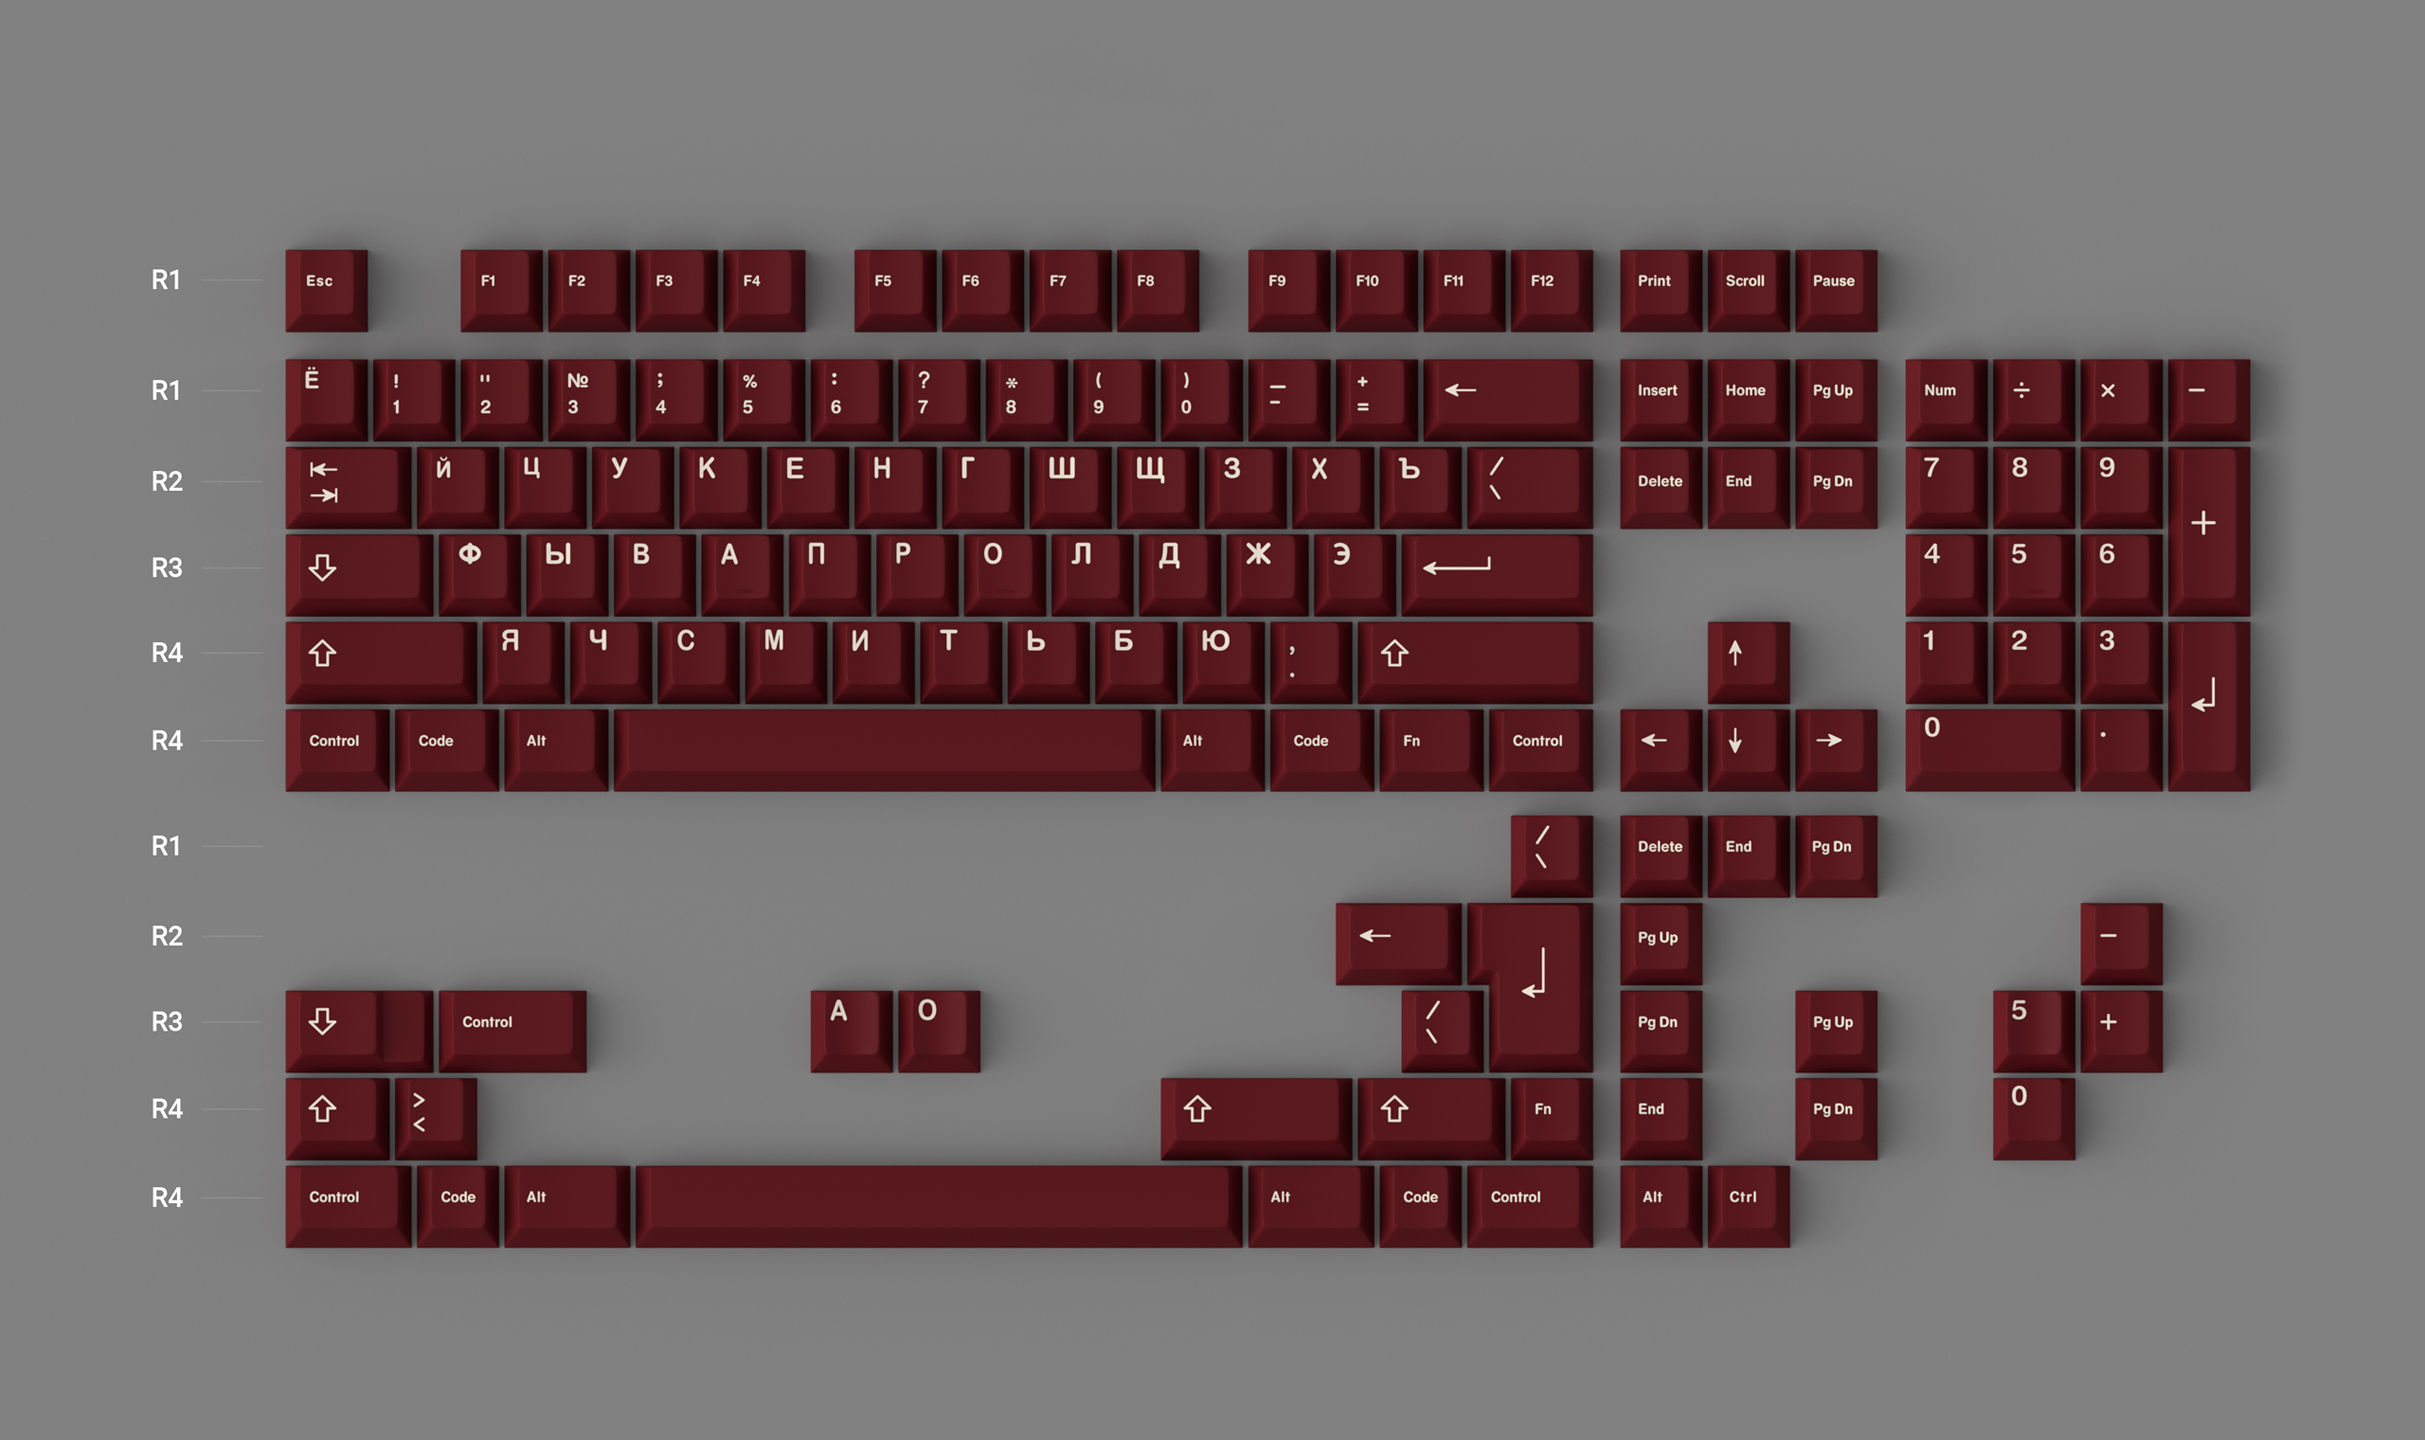 R1 Esc F1 F2 F3 F4 F5 F6 F7 F8 F9 F10 F11 F12 Print Scroll Pause
R1 Ё ! 1 " 2 № 3 ; 4 % 5 : 6 ? 7 * 8 ( 9 ) 0 — - + = ← Insert Home Pg Up Num ÷ × −
R2 ⇤ ⇥ Й Ц У К Е Н Г Ш Щ З Х Ъ / \ Delete End Pg Dn 7 8 9 +
R3 ⇩ Ф Ы В А П Р О Л Д Ж Э ↵ 4 5 6
R4 ⇧ Я Ч С М И Т Ь Б Ю , . ⇧ ↑ 1 2 3 ↵
R4 Control Code Alt Alt Code Fn Control ← ↓ → 0 .
R1 / \ Delete End Pg Dn
R2 ← ↵ Pg Up −
R3 ⇩ Control А О / \ Pg Dn Pg Up 5 +
R4 ⇧ > < ⇧ ⇧ Fn End Pg Dn 0
R4 Control Code Alt Alt Code Control Alt Ctrl